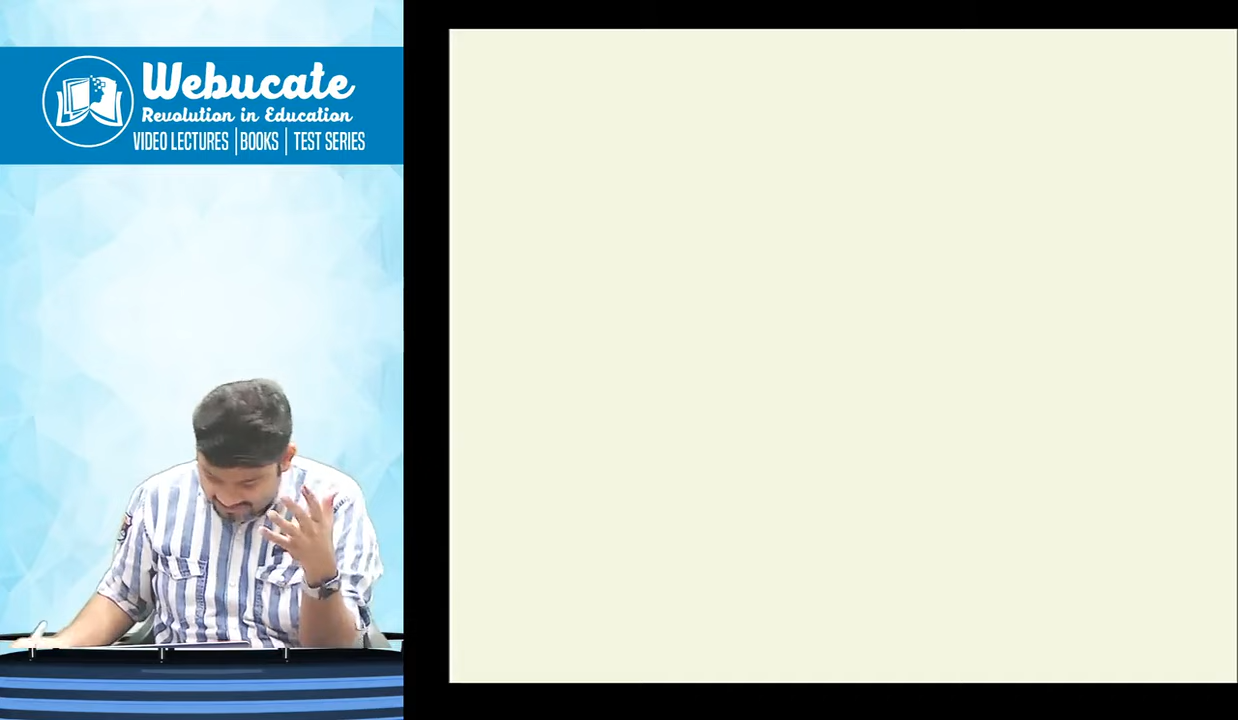 Webucate
Revolution in Education
VIDEO LECTURES | BOOKS | TEST SERIES